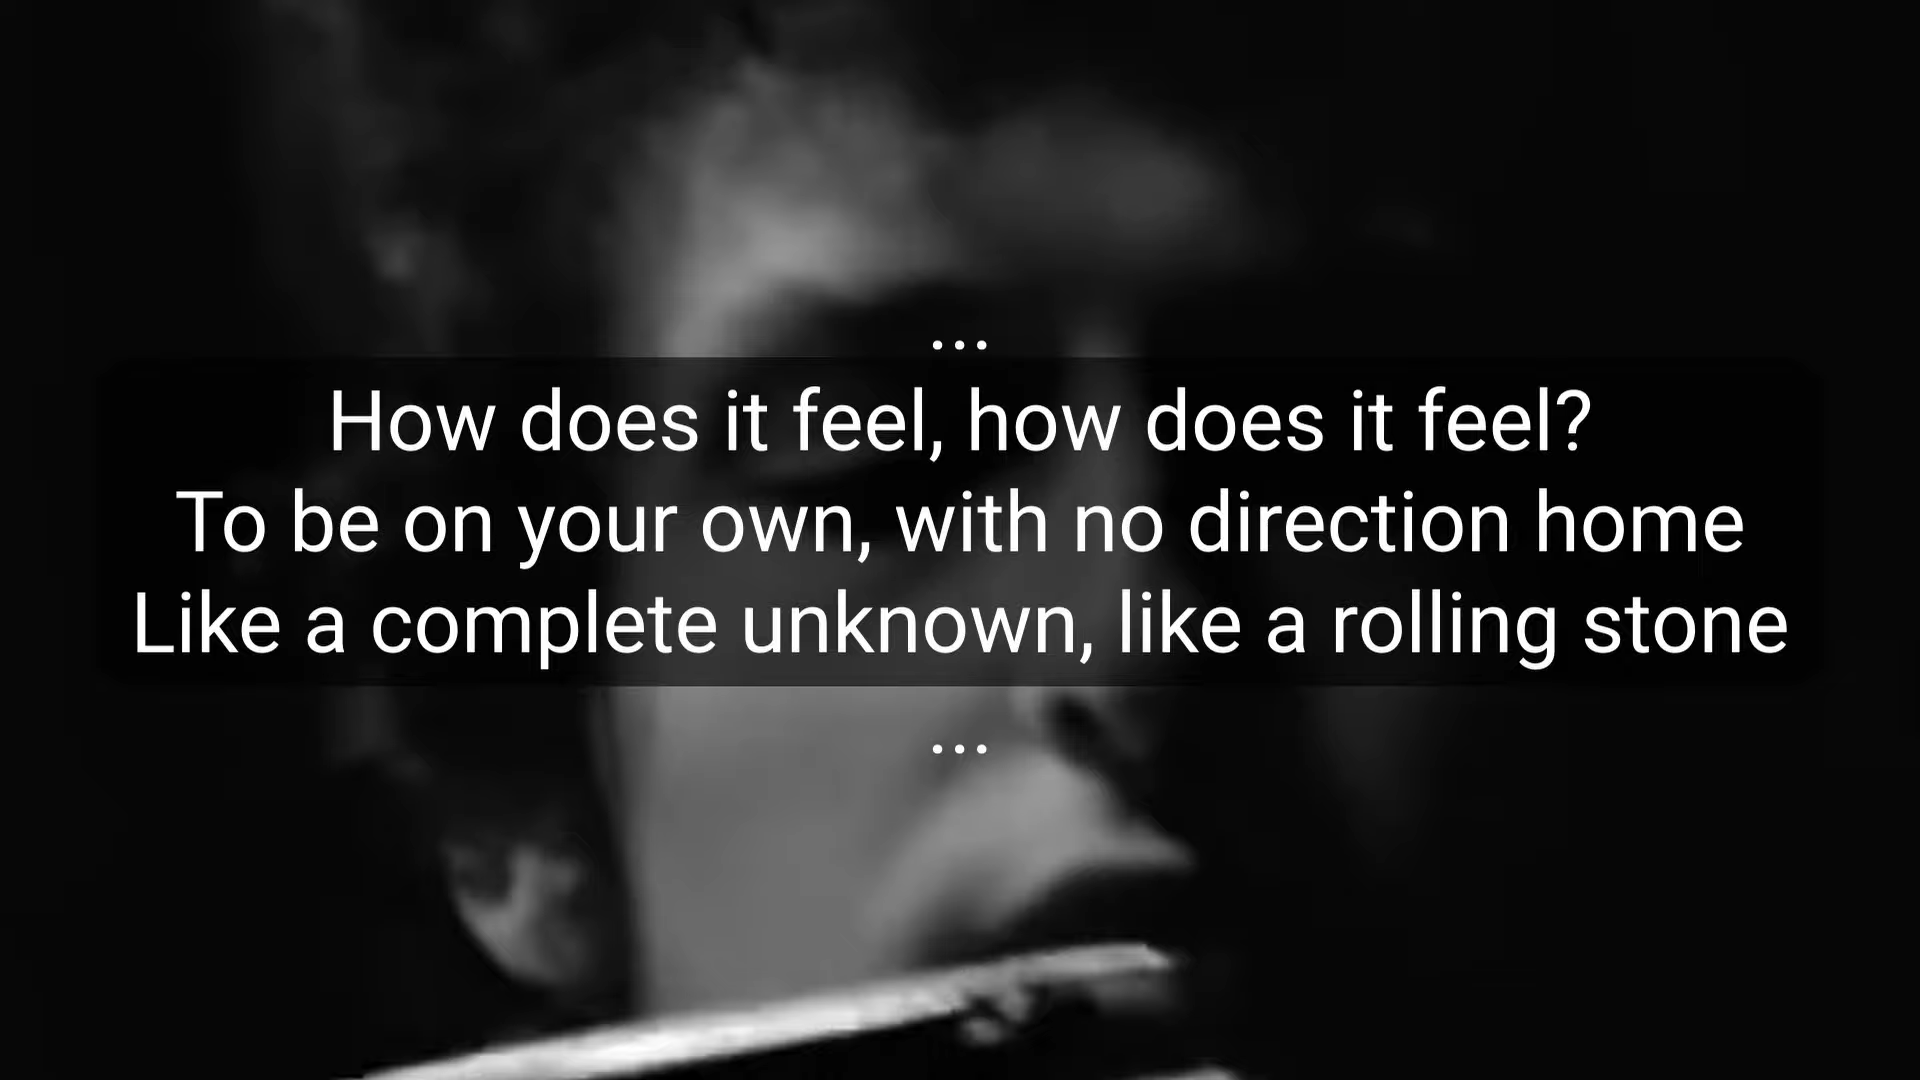 ...
How does it feel, how does it feel?
To be on your own, with no direction home
Like a complete unknown, like a rolling stone
...